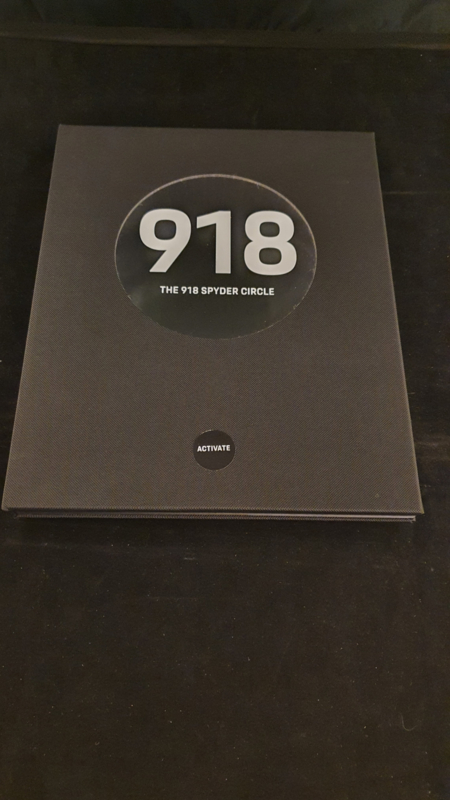 918
THE 918 SPYDER CIRCLE
ACTIVATE